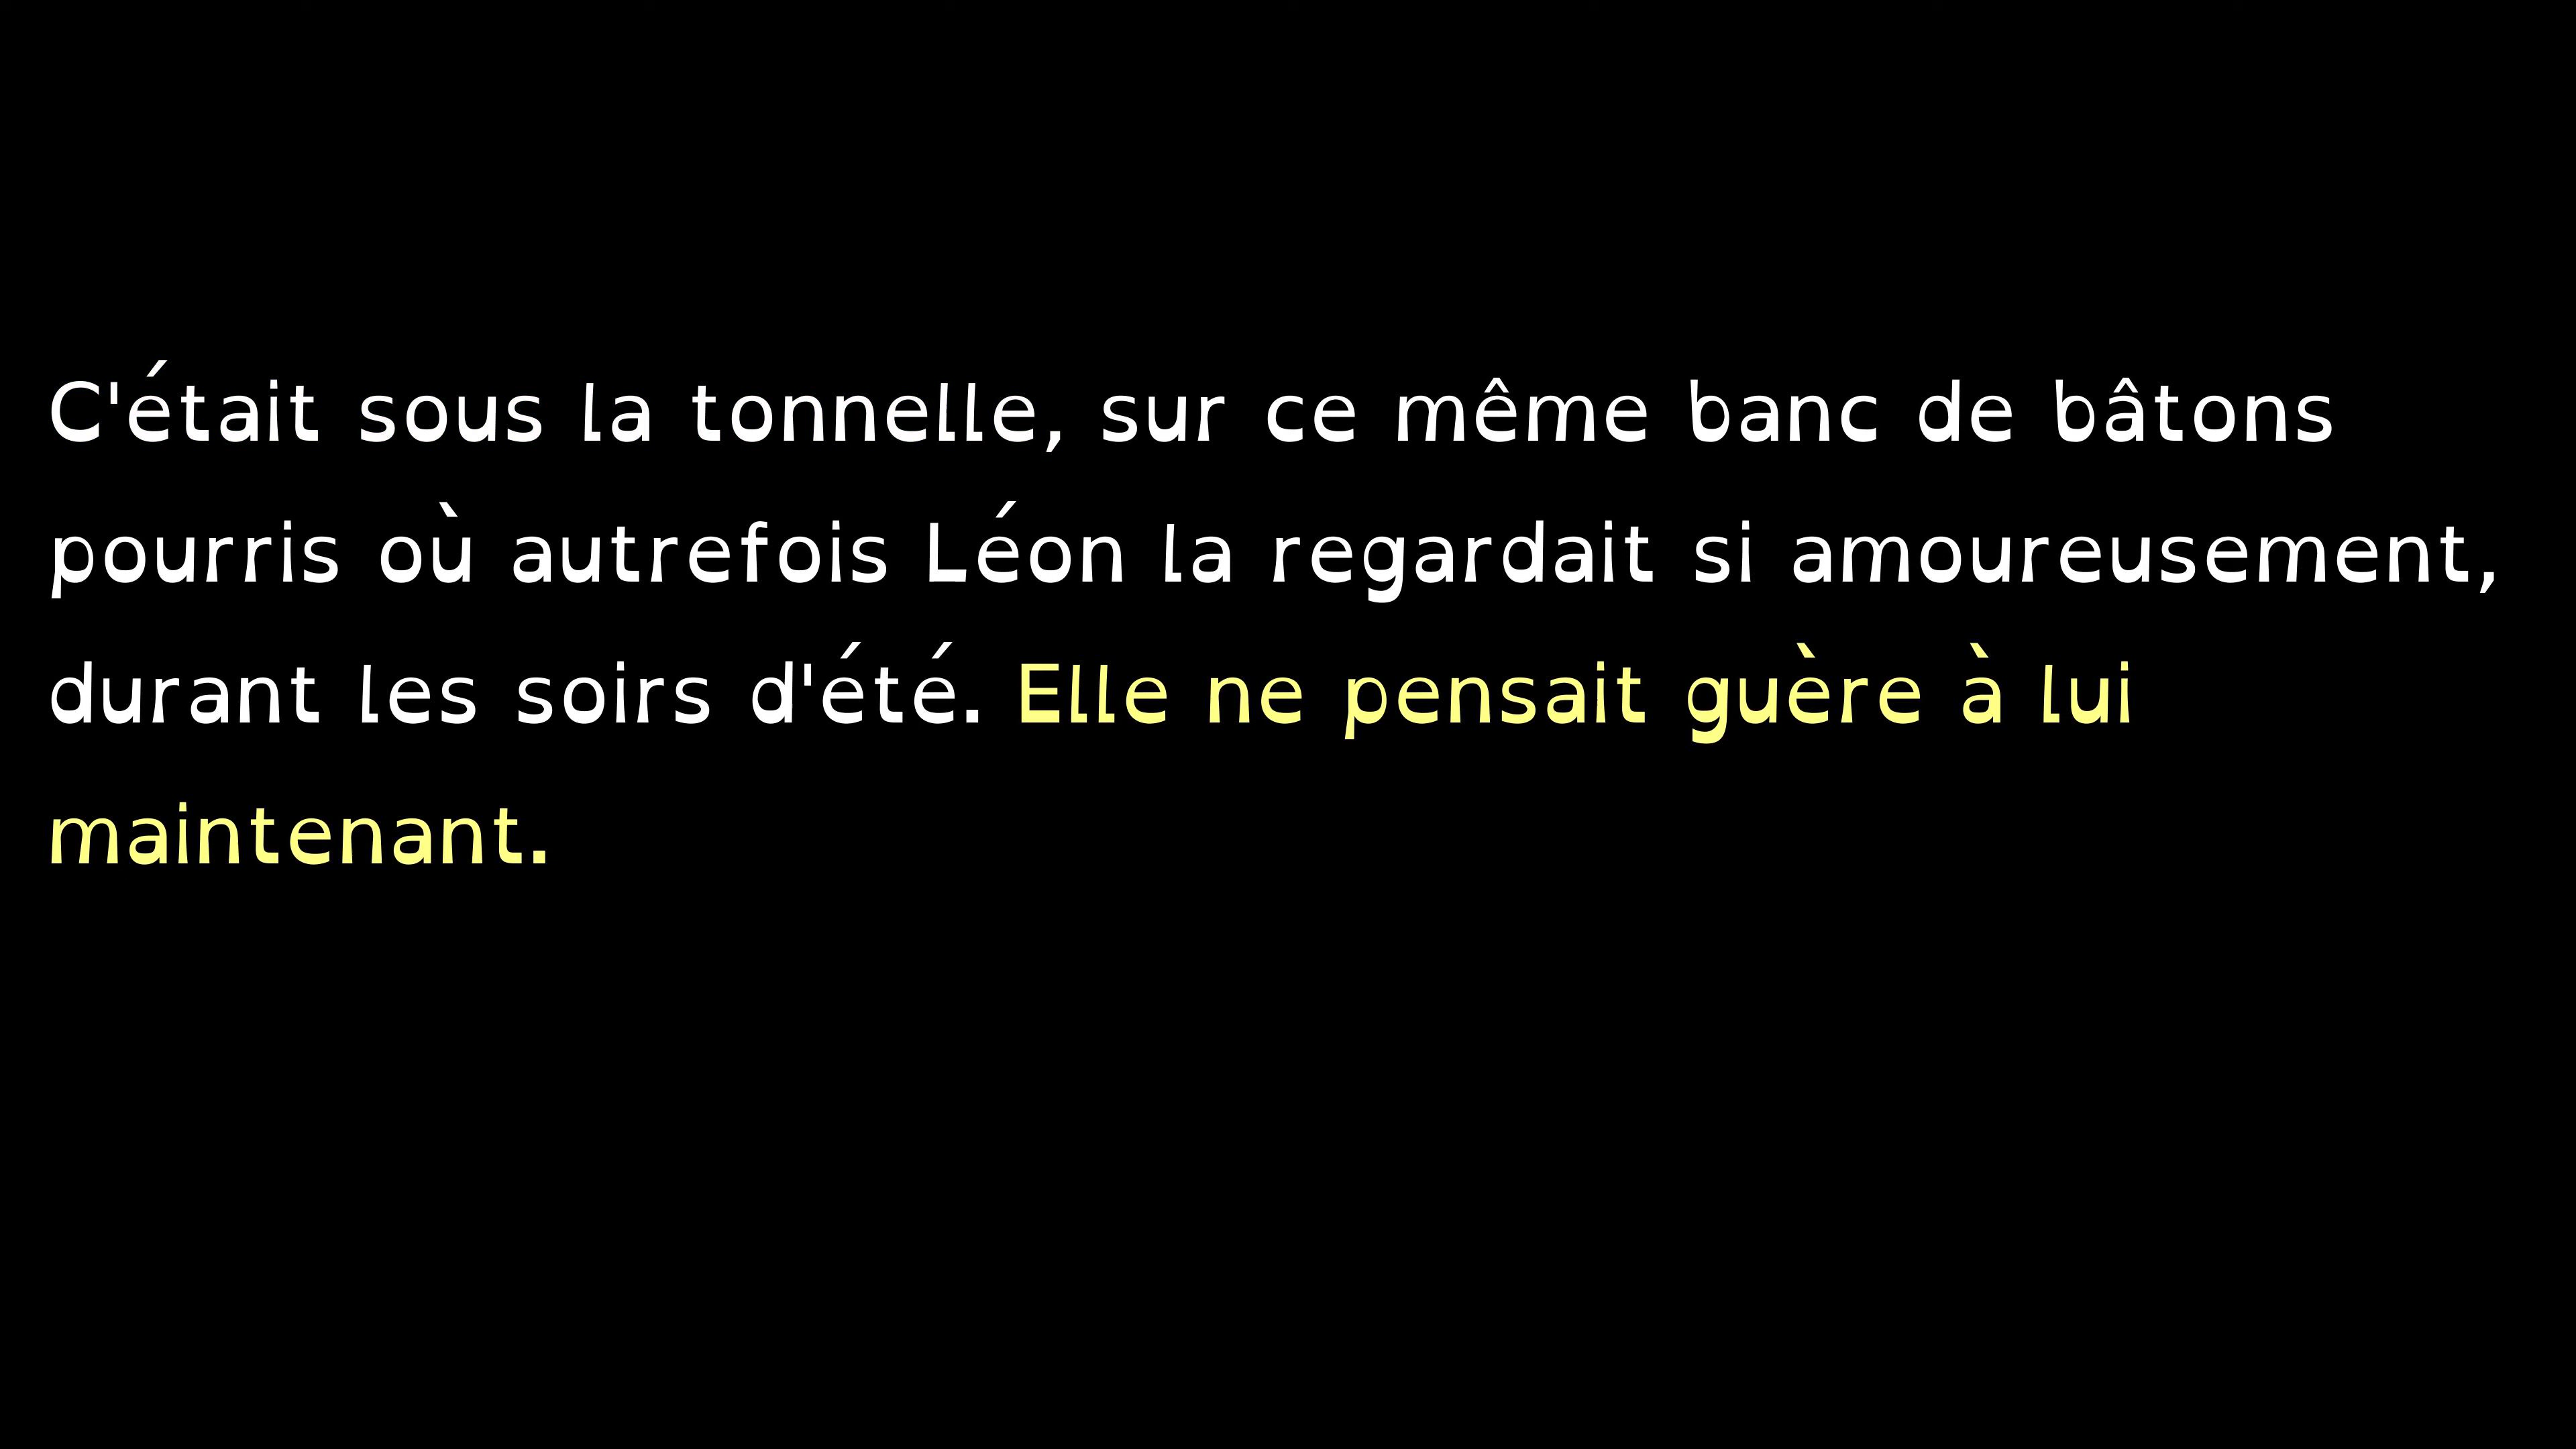 C'était sous la tonnelle, sur ce même banc de bâtons
pourris où autrefois Léon la regardait si amoureusement,
durant les soirs d'été. Elle ne pensait guère à lui
maintenant.